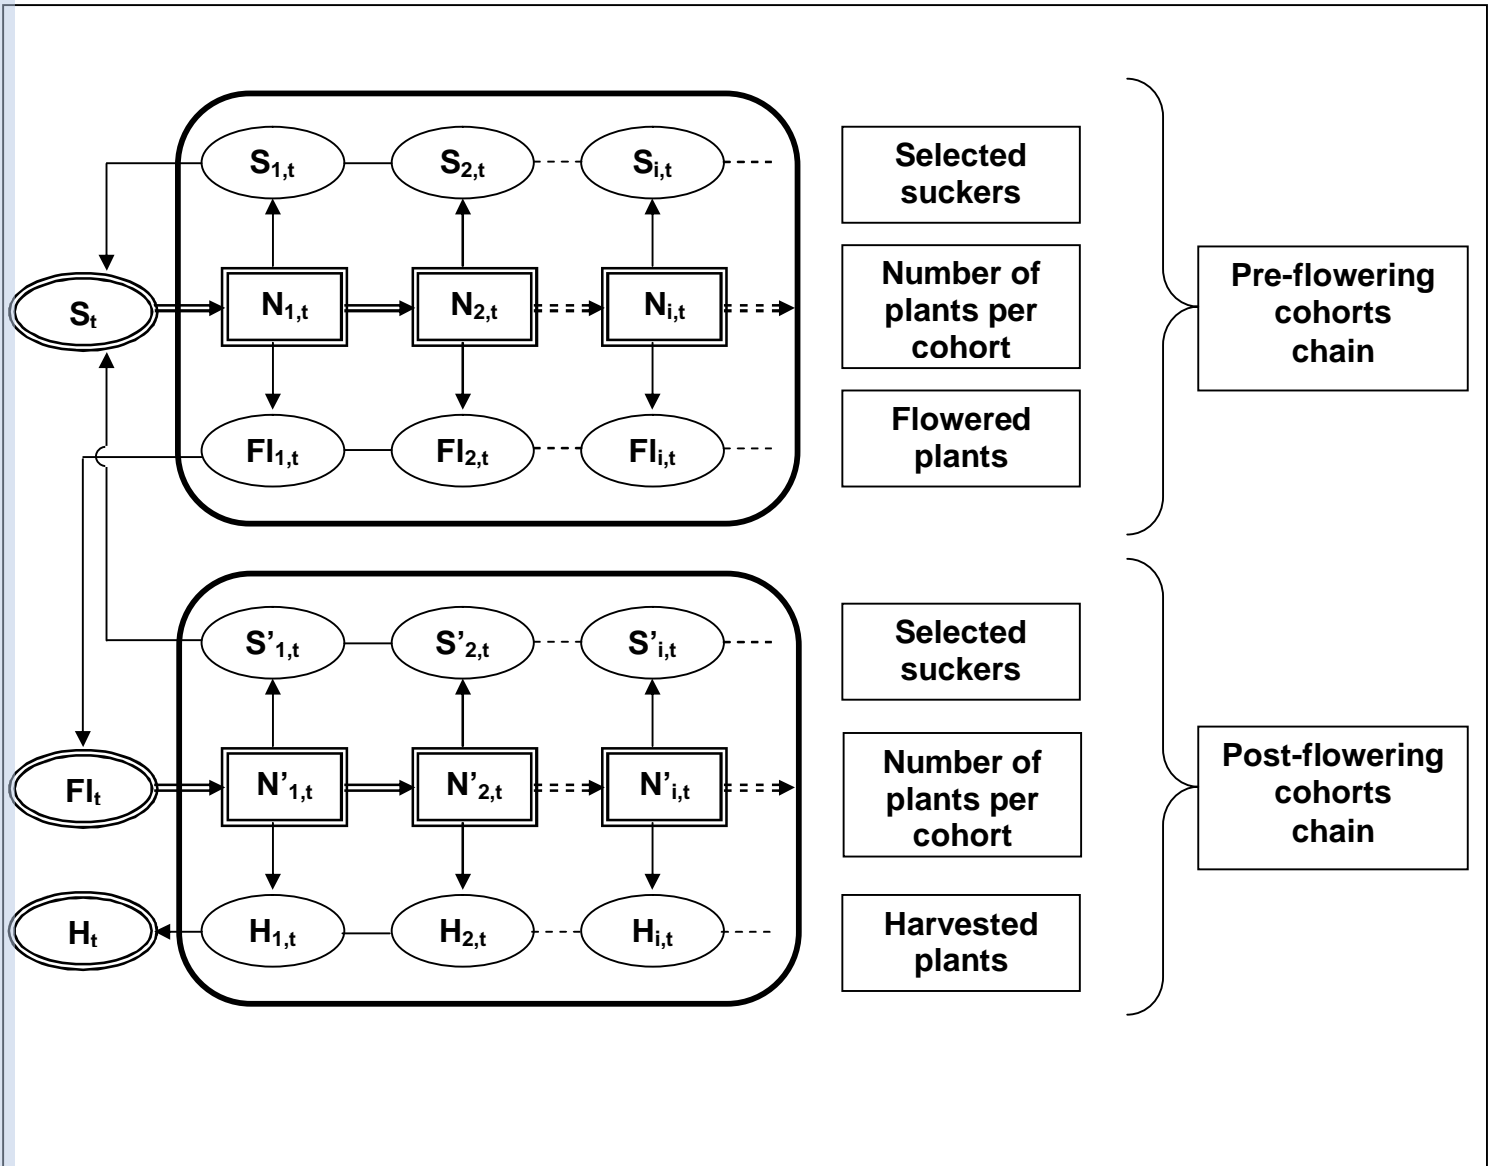 S1,t S2,t Si,t
Selected
suckers
St N1,t N2,t Ni,t
Number of
plants per
cohort
Pre-flowering
cohorts
chain
Fl1,t Fl2,t Fli,t
Flowered
plants
S’1,t S’2,t S’i,t
Selected
suckers
Flt N’1,t N’2,t N’i,t
Number of
plants per
cohort
Post-flowering
cohorts
chain
Ht H1,t H2,t Hi,t
Harvested
plants